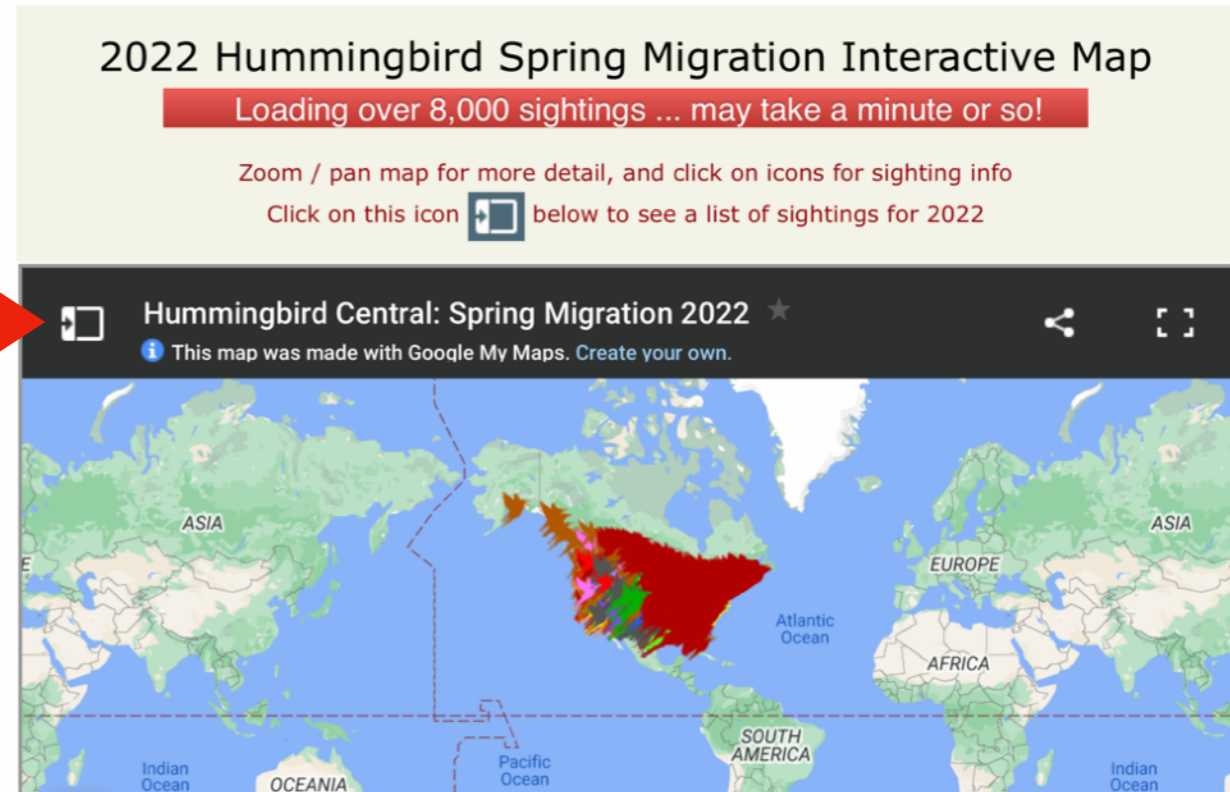 2022 Hummingbird Spring Migration Interactive Map
Loading over 8,000 sightings ... may take a minute or so!
Zoom / pan map for more detail, and click on icons for sighting info
Click on this icon below to see a list of sightings for 2022
Hummingbird Central: Spring Migration 2022
This map was made with Google My Maps. Create your own.
ASIA
ASIA
E
EUROPE
Atlantic
Ocean
AFRICA
SOUTH
AMERICA
Pacific
Ocean
Indian
Ocean
OCEANIA
Indian
Ocean